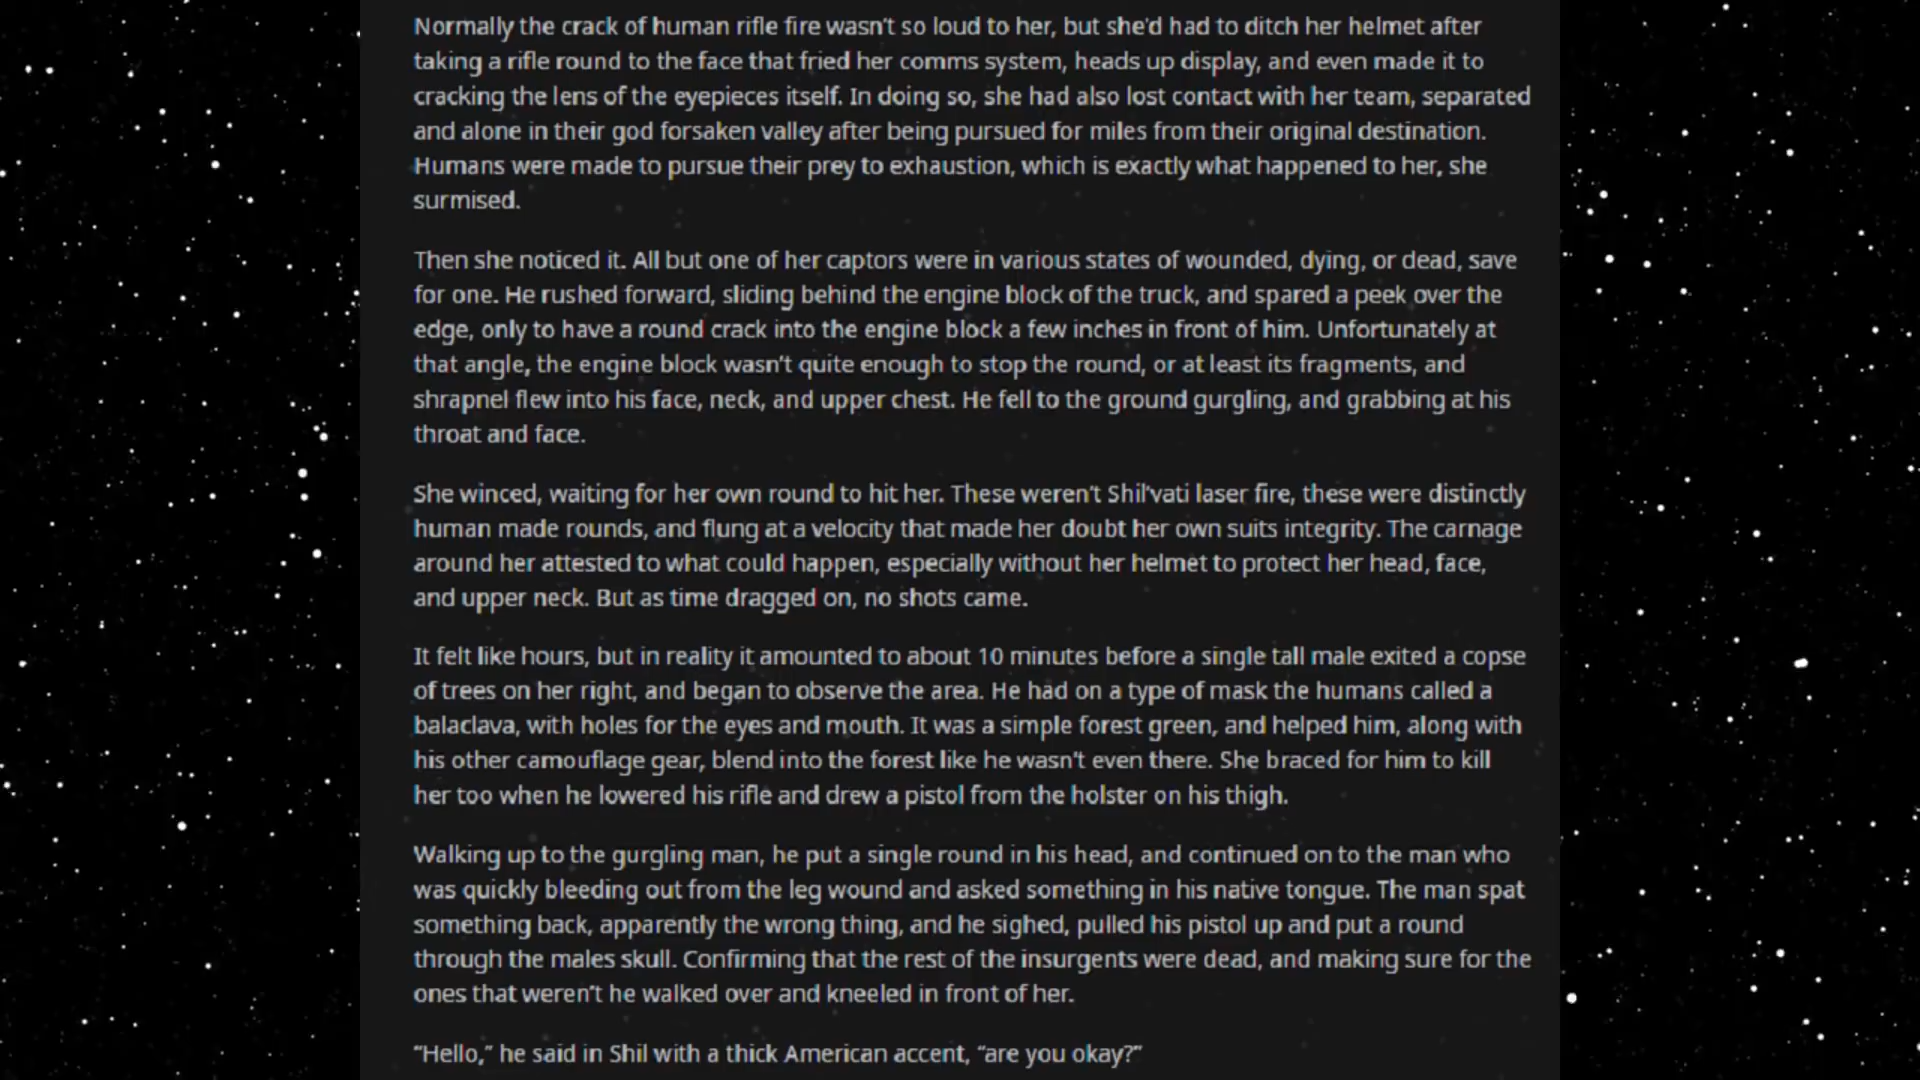 Normally the crack of human rifle fire wasn't so loud to her, but she'd had to ditch her helmet after
taking a rifle round to the face that fried her comms system, heads up display, and even made it to
cracking the lens of the eyepieces itself. In doing so, she had also lost contact with her team, separated
and alone in their god forsaken valley after being pursued for miles from their original destination.
Humans were made to pursue their prey to exhaustion, which is exactly what happened to her, she
surmised.
Then she noticed it. All but one of her captors were in various states of wounded, dying, or dead, save
for one. He rushed forward, sliding behind the engine block of the truck, and spared a peek over the
edge, only to have a round crack into the engine block a few inches in front of him. Unfortunately at
that angle, the engine block wasn't quite enough to stop the round, or at least its fragments, and
shrapnel flew into his face, neck, and upper chest. He fell to the ground gurgling, and grabbing at his
throat and face.
She winced, waiting for her own round to hit her. These weren't Shil'vati laser fire, these were distinctly
human made rounds, and flung at a velocity that made her doubt her own suits integrity. The carnage
around her attested to what could happen, especially without her helmet to protect her head, face,
and upper neck. But as time dragged on, no shots came.
It felt like hours, but in reality it amounted to about 10 minutes before a single tall male exited a copse
of trees on her right, and began to observe the area. He had on a type of mask the humans called a
balaclava, with holes for the eyes and mouth. It was a simple forest green, and helped him, along with
his other camouflage gear, blend into the forest like he wasn't even there. She braced for him to kill
her too when he lowered his rifle and drew a pistol from the holster on his thigh.
Walking up to the gurgling man, he put a single round in his head, and continued on to the man who
was quickly bleeding out from the leg wound and asked something in his native tongue. The man spat
something back, apparently the wrong thing, and he sighed, pulled his pistol up and put a round
through the males skull. Confirming that the rest of the insurgents were dead, and making sure for the
ones that weren't he walked over and kneeled in front of her.
“Hello,” he said in Shil with a thick American accent, “are you okay?”